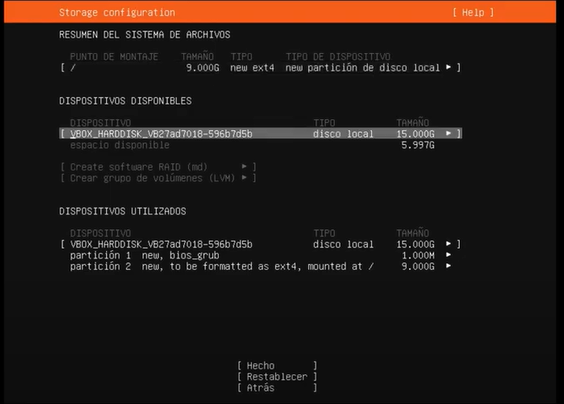 Storage configuration [ Help ]
RESUMEN DEL SISTEMA DE ARCHIVOS
PUNTO DE MONTAJE TAMAÑO TIPO TIPO DE DISPOSITIVO
[ / 9.000G new ext4 new partición de disco local ► ]
DISPOSITIVOS DISPONIBLES
DISPOSITIVO TIPO TAMAÑO
[ VBOX_HARDDISK_VB27ad7018-596b7d5b disco local 15.000G ► ]
espacio disponible 5.997G
[ Create software RAID (md) ► ]
[ Crear grupo de volúmenes (LVM) ► ]
DISPOSITIVOS UTILIZADOS
DISPOSITIVO TIPO TAMAÑO
[ VBOX_HARDDISK_VB27ad7018-596b7d5b disco local 15.000G ► ]
partición 1 new, bios_grub 1.000M ►
partición 2 new, to be formatted as ext4, mounted at / 9.000G ►
[ Hecho ]
[ Restablecer ]
[ Atrás ]